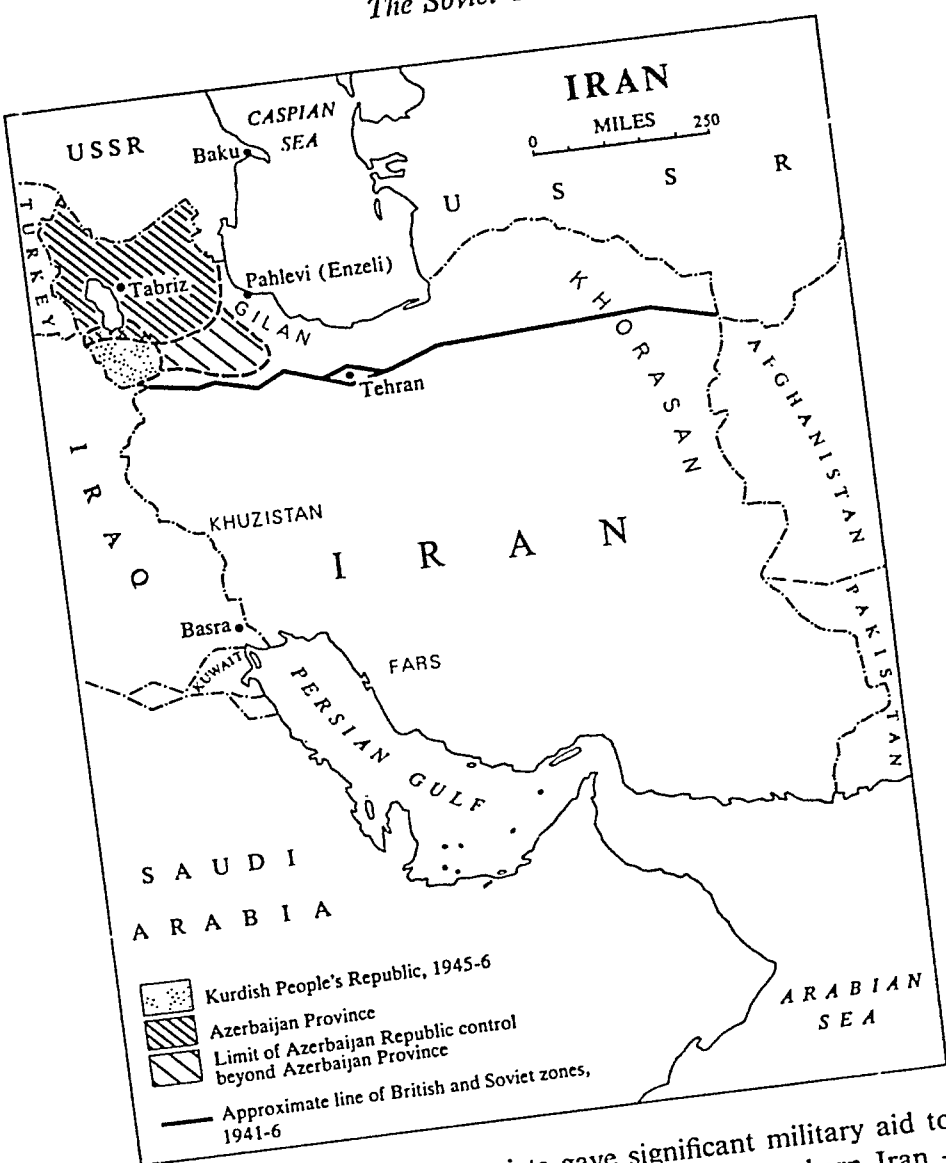 The Soviet
IRAN
MILES
0 250
CASPIAN
SEA
USSR
Baku
U S S R
TURKEY
Tabriz
Pahlevi (Enzeli)
GILAN
KHORASAN
Tehran
AFGHANISTAN
IRAQ
KHUZISTAN
IRAN
Basra
KUWAIT
FARS
PAKISTAN
PERSIAN GULF
SAUDI
ARABIA
ARABIAN
SEA
Kurdish People's Republic, 1945-6
Azerbaijan Province
Limit of Azerbaijan Republic control
beyond Azerbaijan Province
Approximate line of British and Soviet zones,
1941-6
gave significant military aid to
Iran